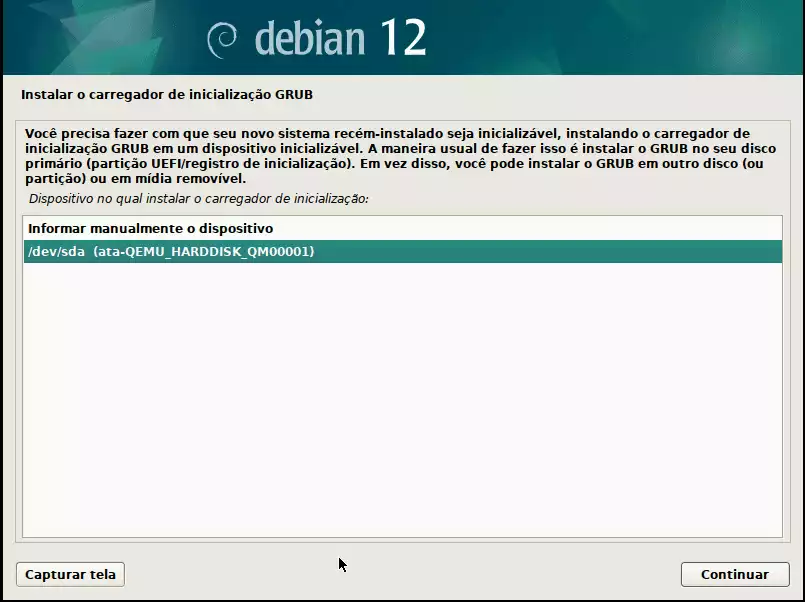 debian 12
Instalar o carregador de inicialização GRUB
Você precisa fazer com que seu novo sistema recém-instalado seja inicializável, instalando o carregador de
inicialização GRUB em um dispositivo inicializável. A maneira usual de fazer isso é instalar o GRUB no seu disco
primário (partição UEFI/registro de inicialização). Em vez disso, você pode instalar o GRUB em outro disco (ou
partição) ou em mídia removível.
Dispositivo no qual instalar o carregador de inicialização:
Informar manualmente o dispositivo
/dev/sda (ata-QEMU_HARDDISK_QM00001)
Capturar tela
Continuar